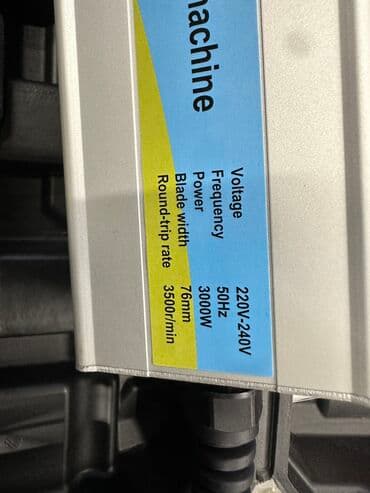 machine
Voltage 220V-240V
Frequency 50Hz
Power 3000W
Blade width 76mm
Round-trip rate 3500r/min